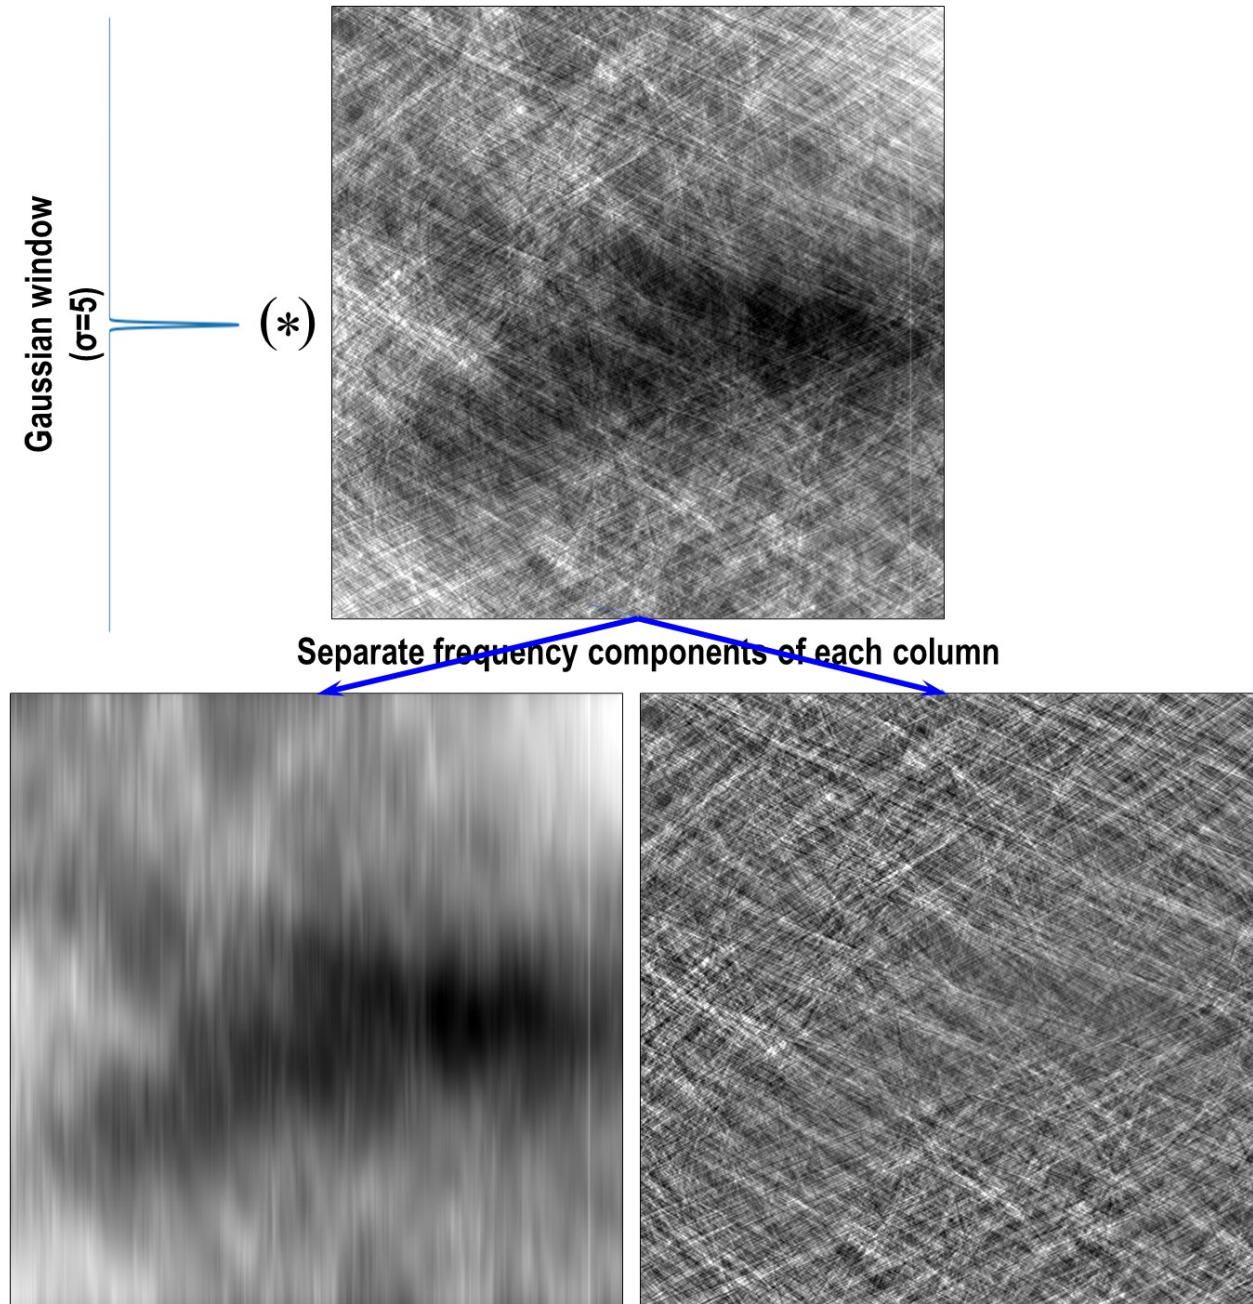 Gaussian window
(σ=5)
(*)
Separate frequency components of each column